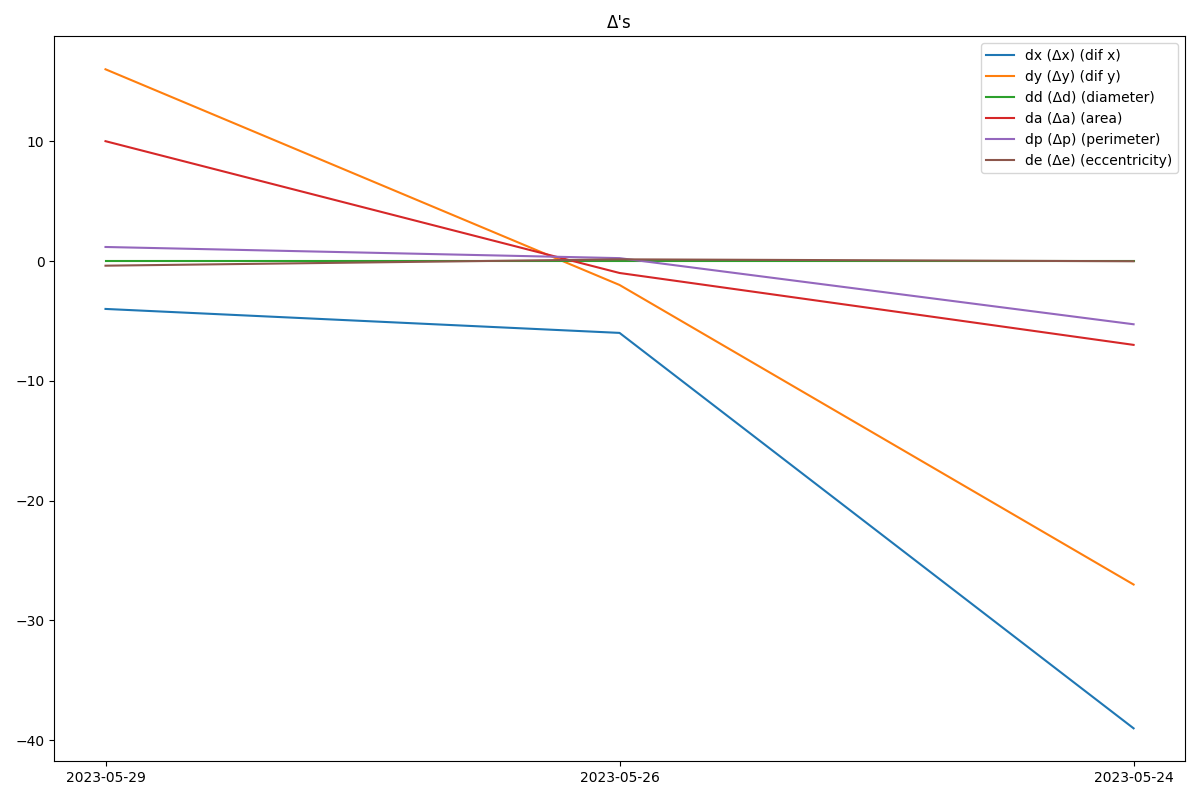 Δ's
dx (Δx) (dif x)
dy (Δy) (dif y)
dd (Δd) (diameter)
da (Δa) (area)
dp (Δp) (perimeter)
de (Δe) (eccentricity)
10
0
−10
−20
−30
−40
2023-05-29
2023-05-26
2023-05-24